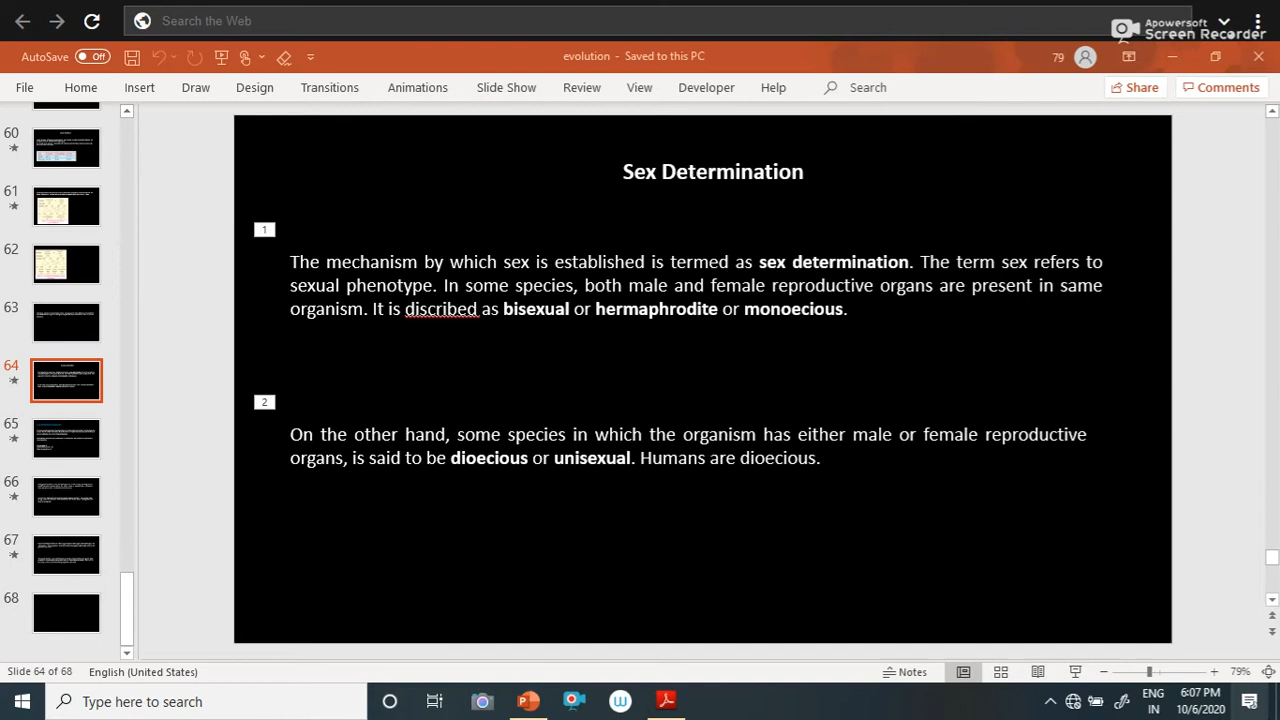 Search the Web
Apowersoft
Screen Recorder
AutoSave Off
evolution - Saved to this PC
79
File Home Insert Draw Design Transitions Animations Slide Show Review View Developer Help Search Share Comments
60
61
62
63
64
65
66
67
68
Sex Determination
1
The mechanism by which sex is established is termed as sex determination. The term sex refers to
sexual phenotype. In some species, both male and female reproductive organs are present in same
organism. It is discribed as bisexual or hermaphrodite or monoecious.
2
On the other hand, some species in which the organism has either male or female reproductive
organs, is said to be dioecious or unisexual. Humans are dioecious.
Slide 64 of 68 English (United States) Notes 79%
Type here to search
ENG
IN
6:07 PM
10/6/2020